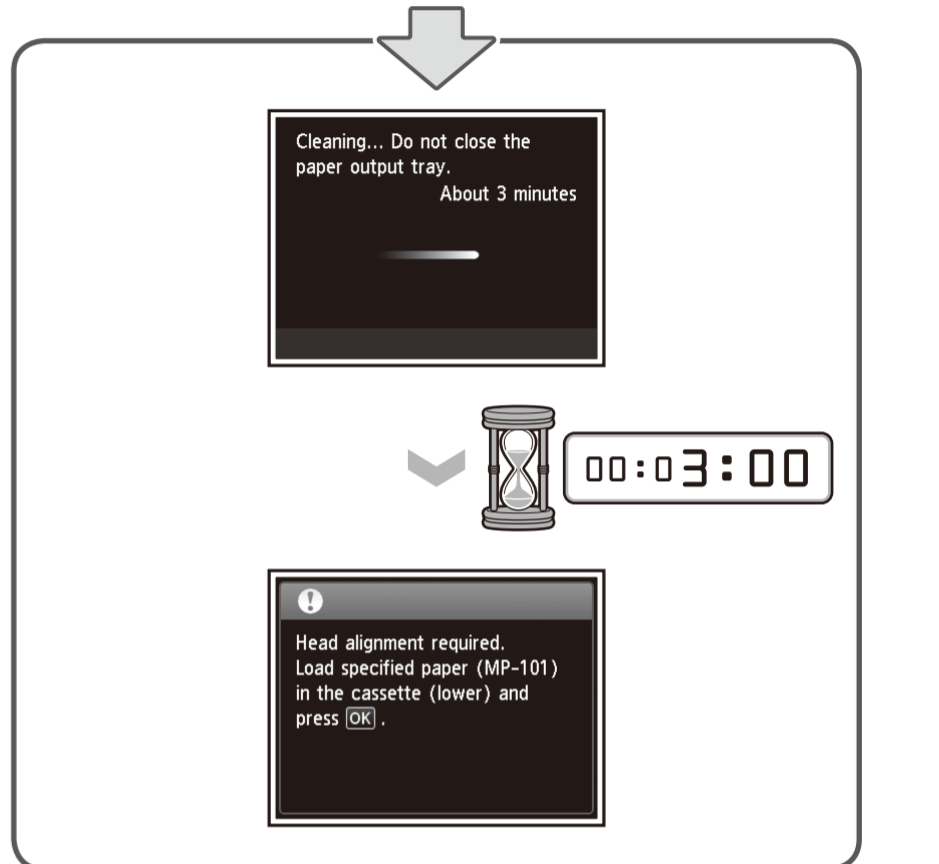 Cleaning... Do not close the
paper output tray.
About 3 minutes
00:03:00
Head alignment required.
Load specified paper (MP-101)
in the cassette (lower) and
press OK .